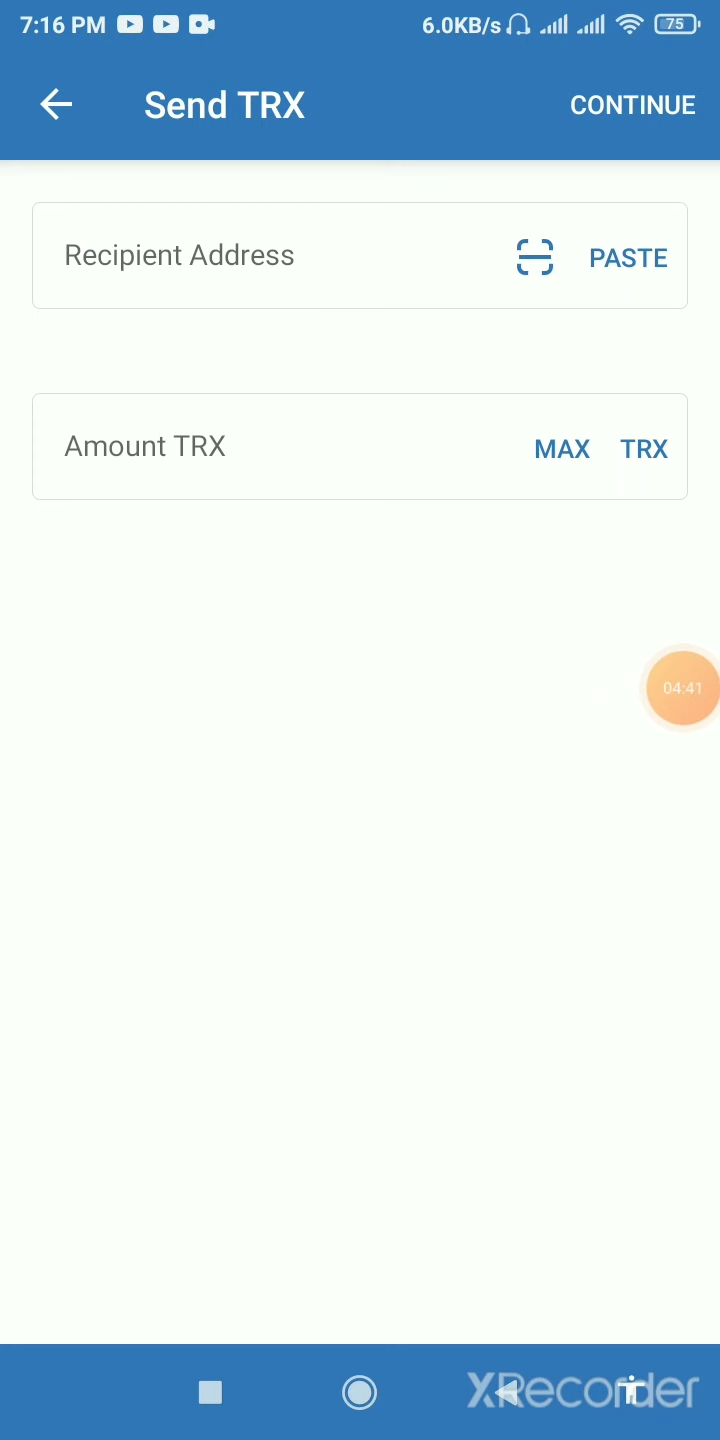 7:16 PM 6.0KB/s 75
Send TRX CONTINUE
Recipient Address PASTE
Amount TRX MAX TRX
04:41
XRecorder